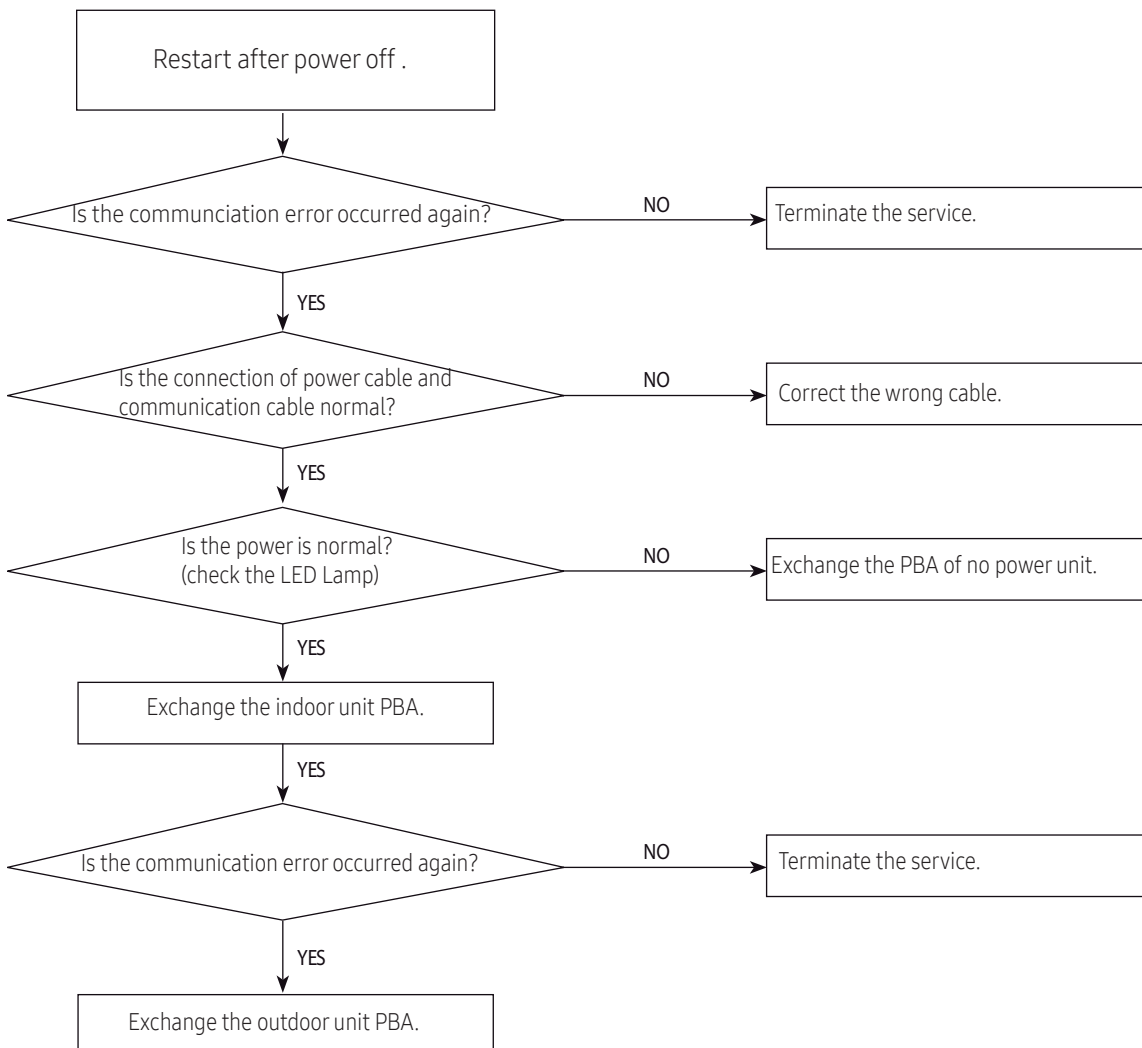 Restart after power off .
Is the communciation error occurred again?
NO
Terminate the service.
YES
Is the connection of power cable and
communication cable normal?
NO
Correct the wrong cable.
YES
Is the power is normal?
(check the LED Lamp)
NO
Exchange the PBA of no power unit.
YES
Exchange the indoor unit PBA.
YES
Is the communication error occurred again?
NO
Terminate the service.
YES
Exchange the outdoor unit PBA.